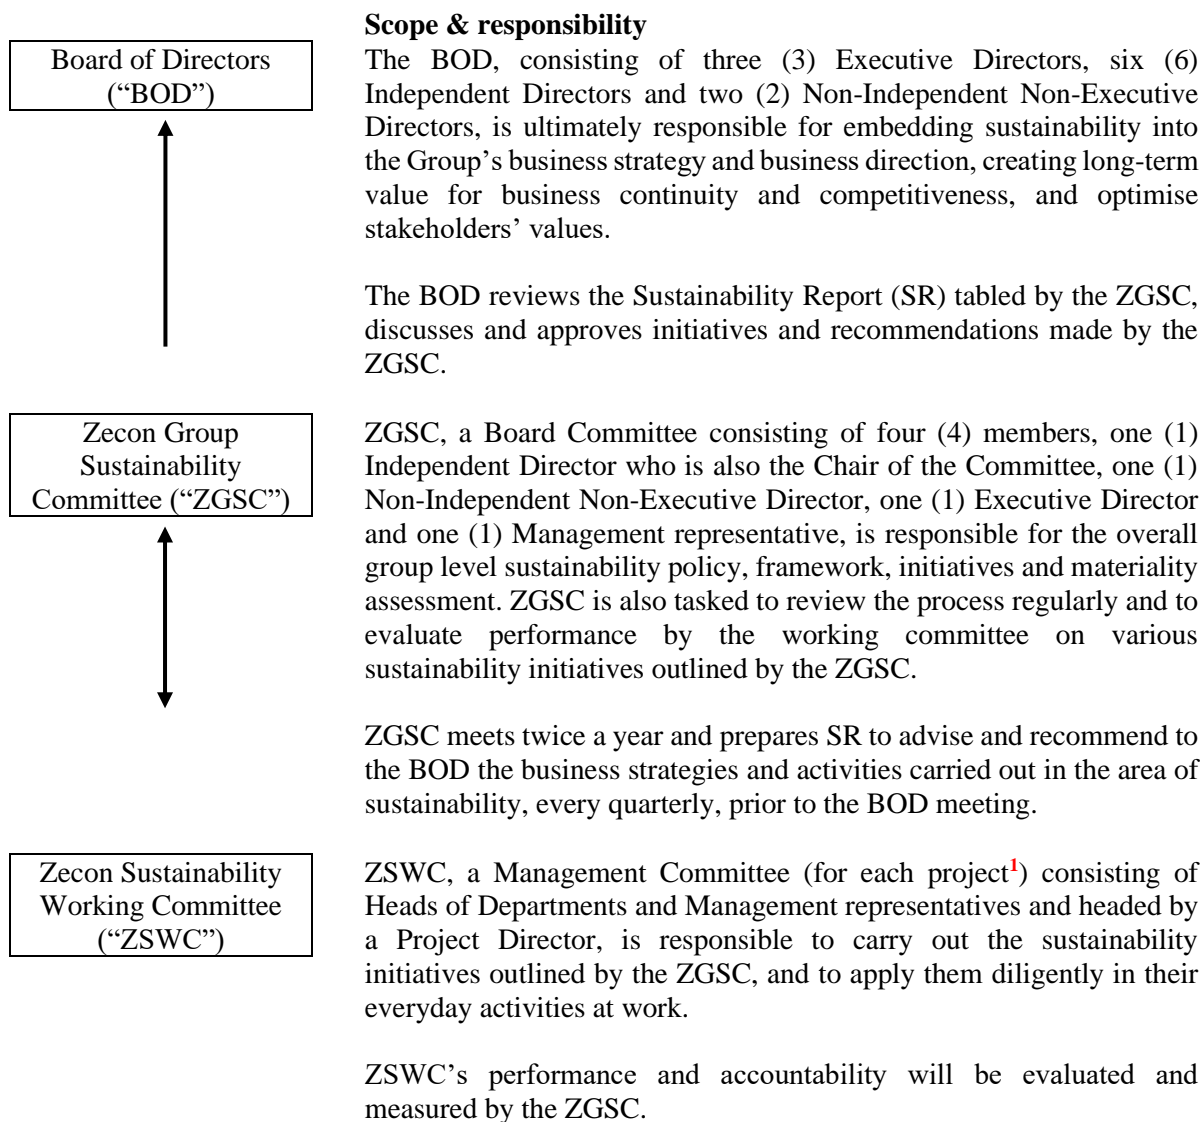 Scope & responsibility
Board of Directors
(“BOD”)
The BOD, consisting of three (3) Executive Directors, six (6)
Independent Directors and two (2) Non-Independent Non-Executive
Directors, is ultimately responsible for embedding sustainability into
the Group’s business strategy and business direction, creating long-term
value for business continuity and competitiveness, and optimise
stakeholders’ values.
The BOD reviews the Sustainability Report (SR) tabled by the ZGSC,
discusses and approves initiatives and recommendations made by the
ZGSC.
Zecon Group
Sustainability
Committee (“ZGSC”)
ZGSC, a Board Committee consisting of four (4) members, one (1)
Independent Director who is also the Chair of the Committee, one (1)
Non-Independent Non-Executive Director, one (1) Executive Director
and one (1) Management representative, is responsible for the overall
group level sustainability policy, framework, initiatives and materiality
assessment. ZGSC is also tasked to review the process regularly and to
evaluate performance by the working committee on various
sustainability initiatives outlined by the ZGSC.
ZGSC meets twice a year and prepares SR to advise and recommend to
the BOD the business strategies and activities carried out in the area of
sustainability, every quarterly, prior to the BOD meeting.
Zecon Sustainability
Working Committee
(“ZSWC”)
ZSWC, a Management Committee (for each project1) consisting of
Heads of Departments and Management representatives and headed by
a Project Director, is responsible to carry out the sustainability
initiatives outlined by the ZGSC, and to apply them diligently in their
everyday activities at work.
ZSWC’s performance and accountability will be evaluated and
measured by the ZGSC.